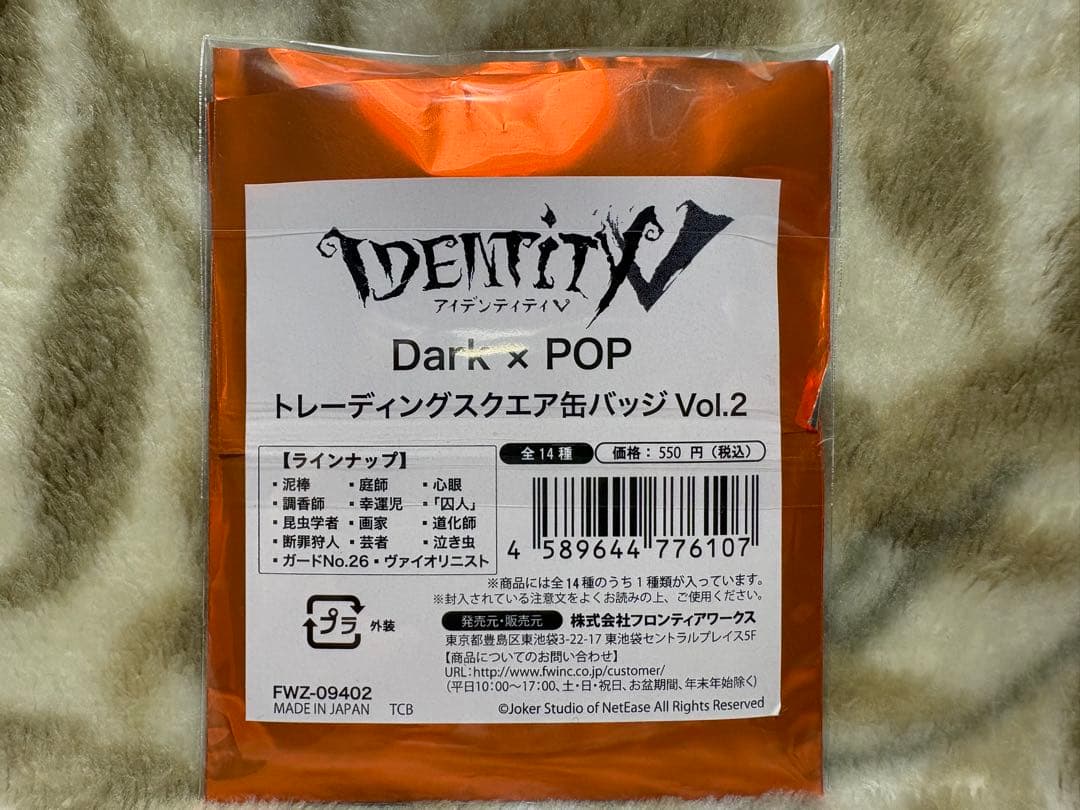 IDENTITY V
アイデンティティV
Dark × POP
トレーディングスクエア缶バッジ Vol.2
【ラインナップ】
・泥棒 ・庭師 ・心眼
・調香師 ・幸運児 ・「囚人」
・昆虫学者 ・画家 ・道化師
・断罪狩人 ・芸者 ・泣き虫
・ガードNo.26 ・ヴァイオリニスト
全14種 価格：550 円（税込）
4 589644 776107
※商品には全14種のうち1種類が入っています。
※封入されている注意文をよくお読みの上、ご使用ください。
プラ 外装
発売元・販売元 株式会社フロンティアワークス
東京都豊島区東池袋3-22-17 東池袋セントラルプレイス5F
【商品についてのお問い合わせ】
URL：http://www.fwinc.co.jp/customer/
（平日10：00〜17：00、土・日・祝日、お盆期間、年末年始除く）
FWZ-09402
MADE IN JAPAN TCB
©Joker Studio of NetEase All Rights Reserved